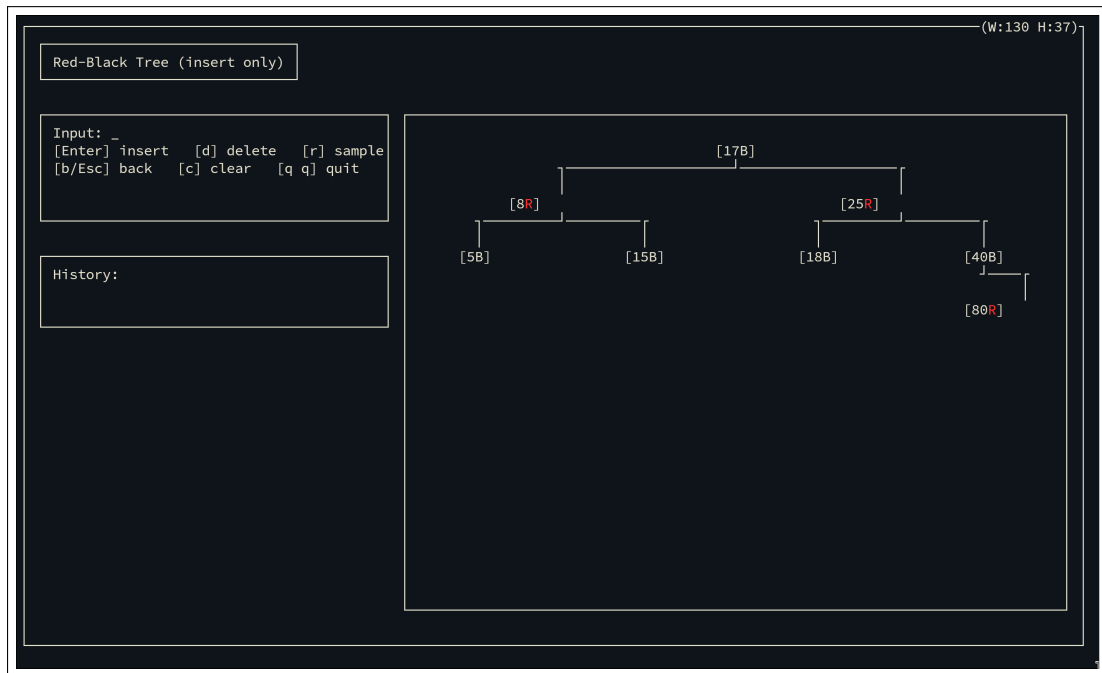 (W:130 H:37)
Red-Black Tree (insert only)
Input: _
[Enter] insert [d] delete [r] sample
[b/Esc] back [c] clear [q q] quit
History:
[17B]
[8R] [25R]
[5B] [15B] [18B] [40B]
[80R]